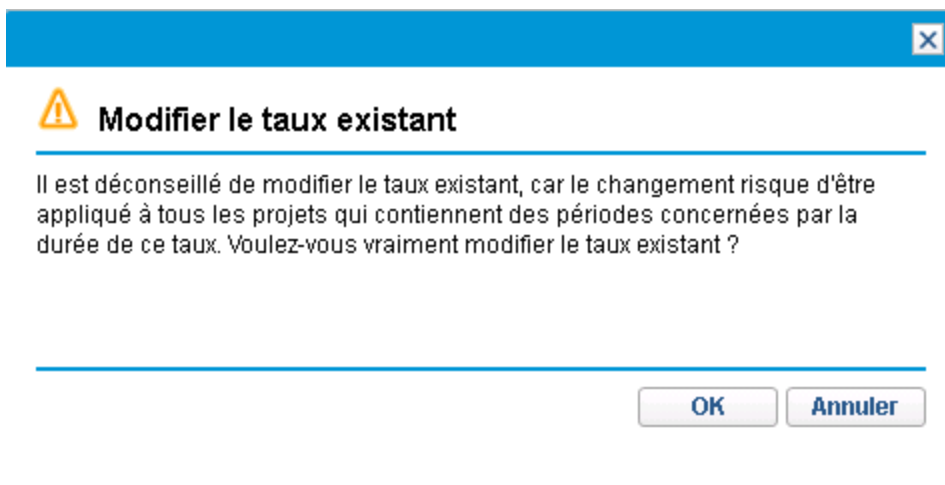 Modifier le taux existant
Il est déconseillé de modifier le taux existant, car le changement risque d'être
appliqué à tous les projets qui contiennent des périodes concernées par la
durée de ce taux. Voulez-vous vraiment modifier le taux existant ?
OK
Annuler